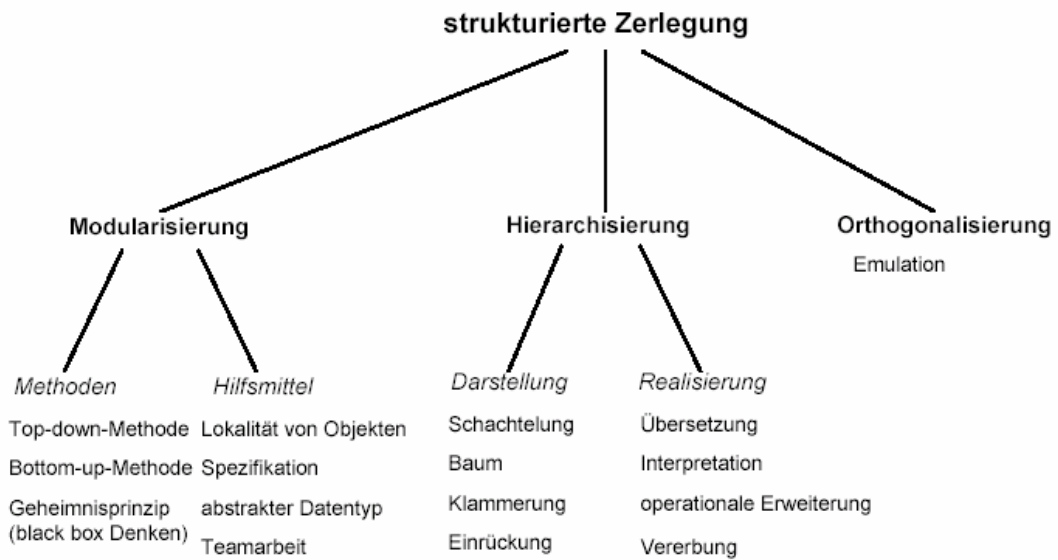 strukturierte Zerlegung
Modularisierung
Hierarchisierung
Orthogonalisierung
Emulation
Methoden
Top-down-Methode
Bottom-up-Methode
Geheimnisprinzip
(black box Denken)
Hilfsmittel
Lokalität von Objekten
Spezifikation
abstrakter Datentyp
Teamarbeit
Darstellung
Schachtelung
Baum
Klammerung
Einrückung
Realisierung
Übersetzung
Interpretation
operationale Erweiterung
Vererbung